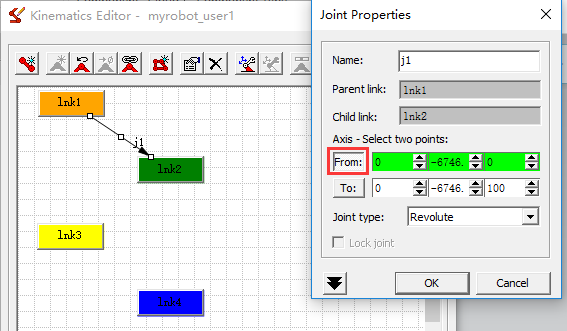 Kinematics Editor - myrobot_user1
lnk1
j1
lnk2
lnk3
lnk4
Joint Properties
Name: j1
Parent link: lnk1
Child link: lnk2
Axis - Select two points:
From: 0 -6746. 0
To: 0 -6746. 100
Joint type: Revolute
Lock joint
OK Cancel